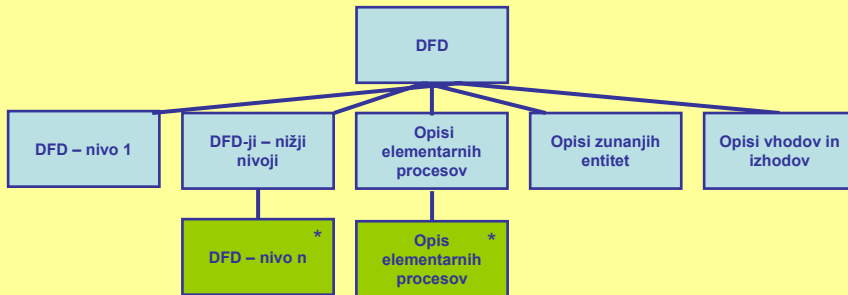 DFD
DFD – nivo 1
DFD-ji – nižji
nivoji
Opisi
elementarnih
procesov
Opisi zunanjih
entitet
Opisi vhodov in
izhodov
DFD – nivo n *
Opis *
elementarnih
procesov